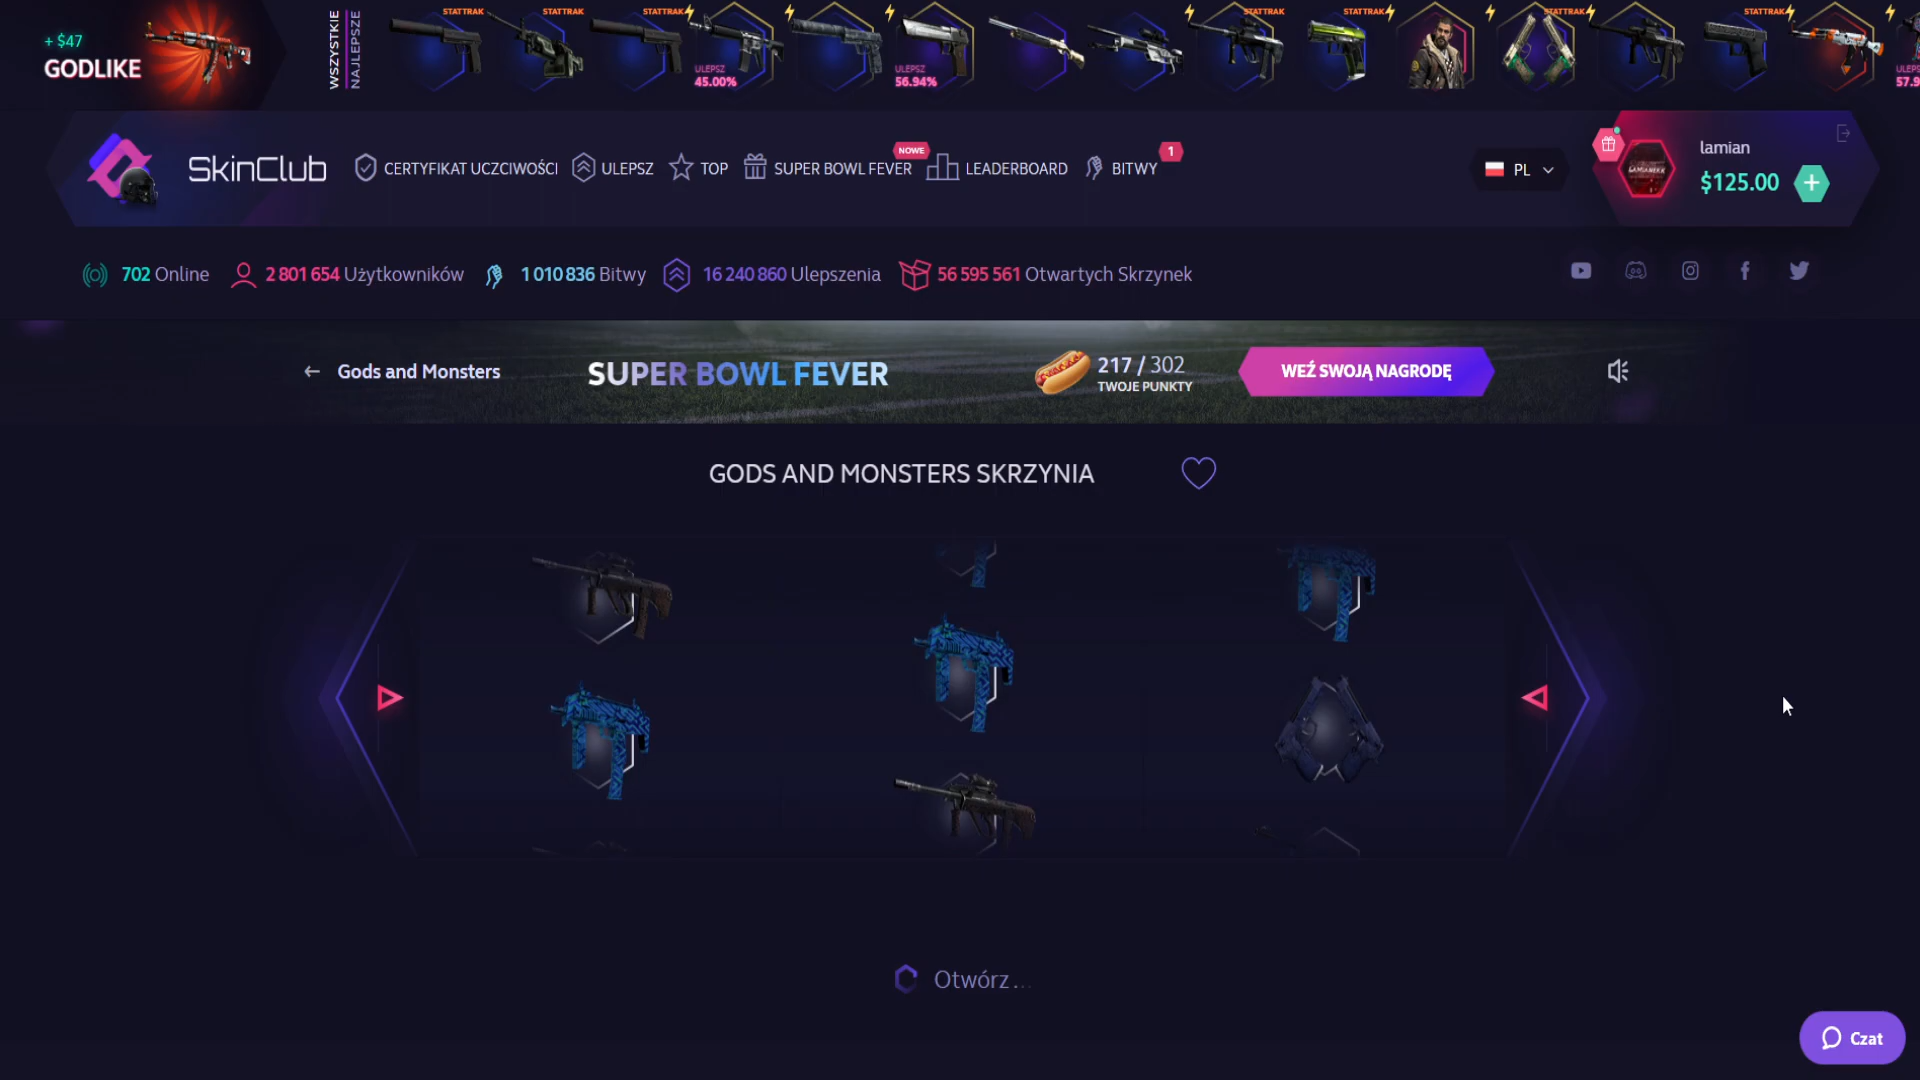 + $47
GODLIKE
WSZYSTKIE
NAJLEPSZE
STATTRAK
STATTRAK
STATTRAK
ULEPSZ
45.00%
ULEPSZ
56.94%
STATTRAK
STATTRAK
STATTRAK
STATTRAK
SkinClub
CERTYFIKAT UCZCIWOŚCI
ULEPSZ
TOP
SUPER BOWL FEVER
NOWE
LEADERBOARD
BITWY
1
PL
lamian
$125.00
702 Online
2 801 654 Użytkowników
1 010 836 Bitwy
16 240 860 Ulepszenia
56 595 561 Otwartych Skrzynek
Gods and Monsters
SUPER BOWL FEVER
217 / 302
TWOJE PUNKTY
WEŹ SWOJĄ NAGRODĘ
GODS AND MONSTERS SKRZYNIA
Otwórz...
Czat